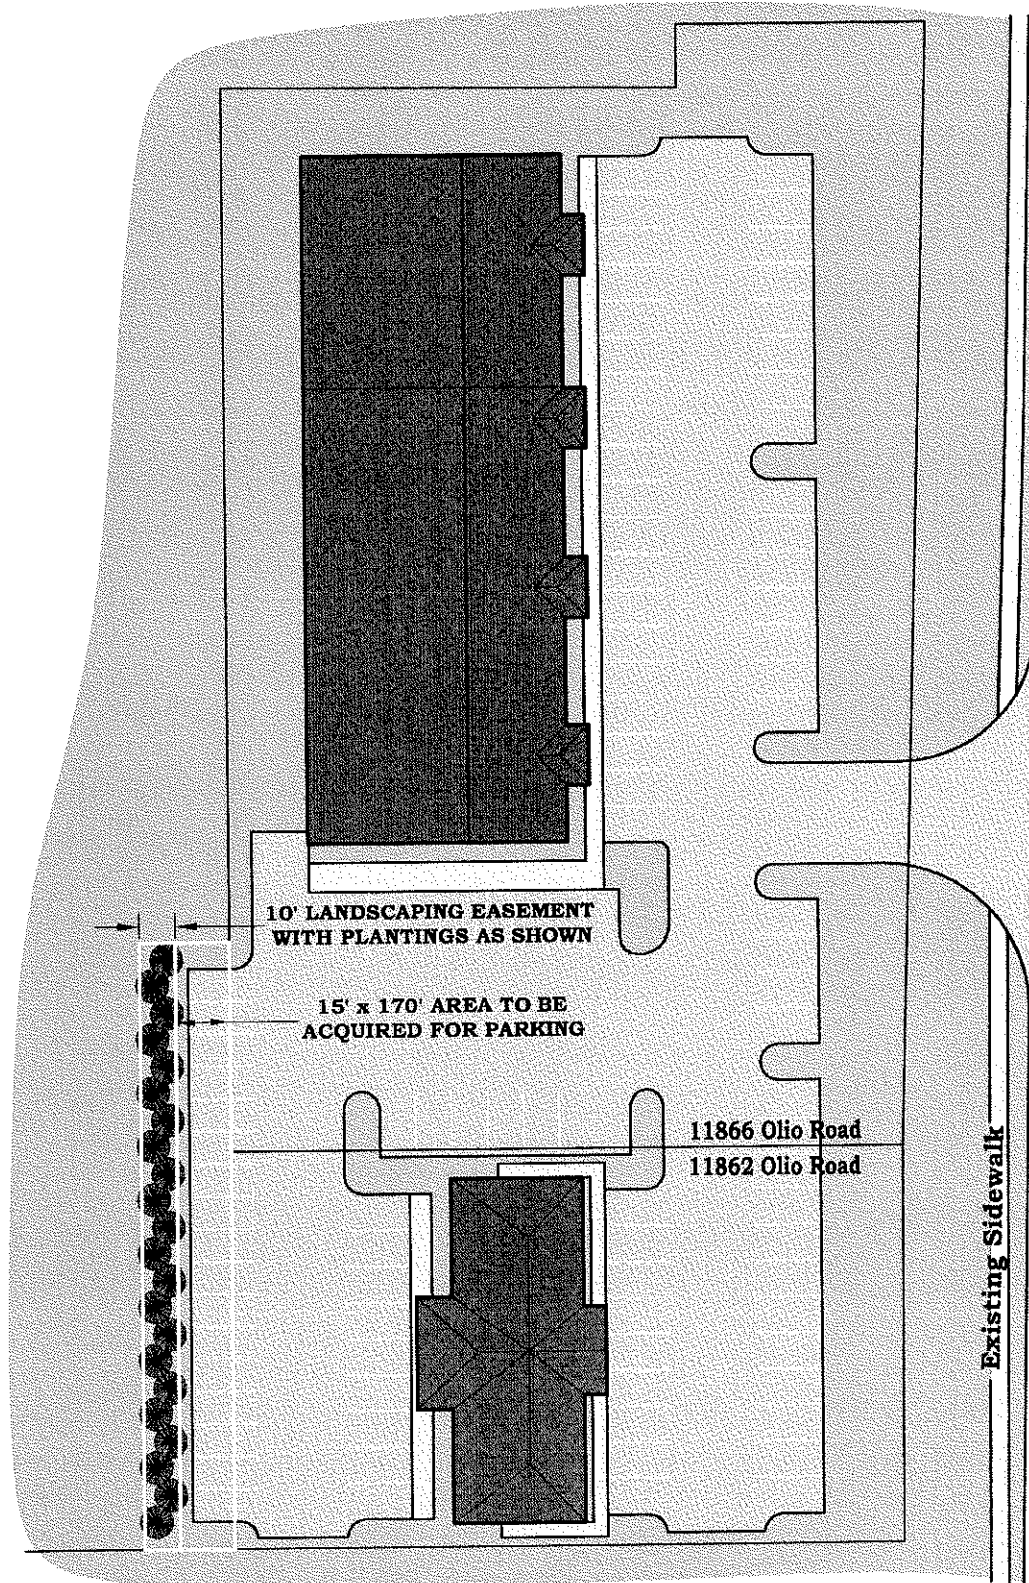 10' LANDSCAPING EASEMENT
WITH PLANTINGS AS SHOWN
15' x 170' AREA TO BE
ACQUIRED FOR PARKING
11866 Olio Road
11862 Olio Road
Existing Sidewalk